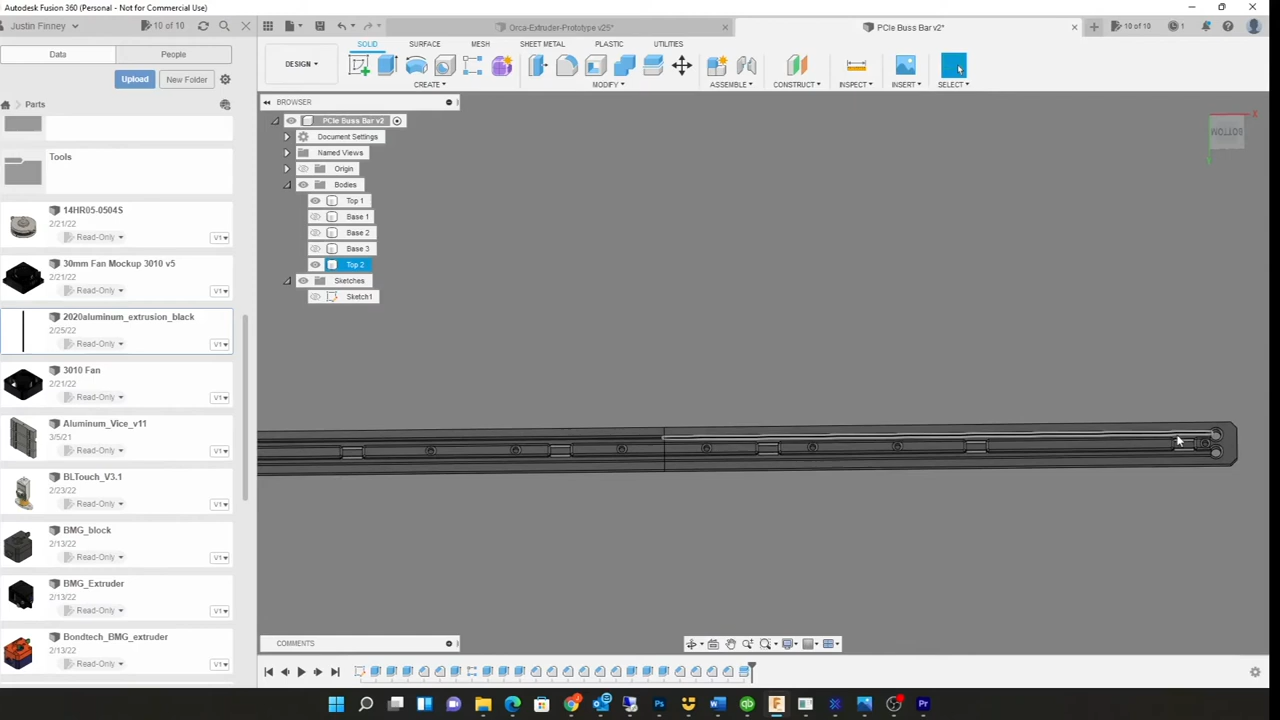 Autodesk Fusion 360 (Personal - Not for Commercial Use)
Justin Finney
10 of 10
Orca-Extruder-Prototype v25*
PCIe Buss Bar v2*
10 of 10
1
Data
People
SOLID
SURFACE
MESH
SHEET METAL
PLASTIC
UTILITIES
DESIGN
Upload
New Folder
CREATE
MODIFY
ASSEMBLE
CONSTRUCT
INSPECT
INSERT
SELECT
Parts
BROWSER
PCIe Buss Bar v2
Document Settings
Named Views
Origin
Bodies
Top 1
Base 1
Base 2
Base 3
Top 2
Sketches
Sketch1
X
BOTTOM
Y
Tools
14HR05-0504S
2/21/22
Read-Only
V1
30mm Fan Mockup 3010 v5
2/21/22
Read-Only
V1
2020aluminum_extrusion_black
2/25/22
Read-Only
V1
3010 Fan
2/21/22
Read-Only
V1
Aluminum_Vice_v11
3/5/21
Read-Only
V1
BLTouch_V3.1
2/23/22
Read-Only
V1
BMG_block
2/13/22
Read-Only
V1
BMG_Extruder
2/13/22
Read-Only
V1
Bondtech_BMG_extruder
2/13/22
Read-Only
V1
COMMENTS